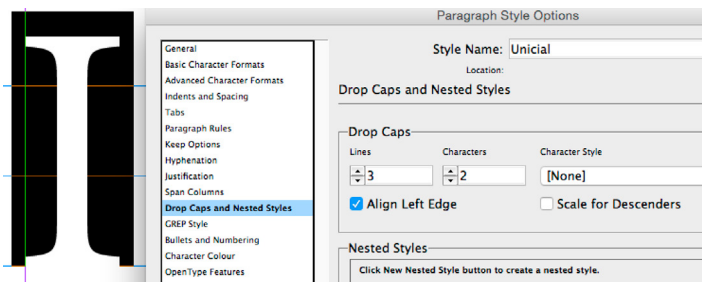 I
Paragraph Style Options
General
Basic Character Formats
Advanced Character Formats
Indents and Spacing
Tabs
Paragraph Rules
Keep Options
Hyphenation
Justification
Span Columns
Drop Caps and Nested Styles
GREP Style
Bullets and Numbering
Character Colour
OpenType Features
Style Name: Unicial
Location:
Drop Caps and Nested Styles
Drop Caps
Lines Characters Character Style
3 2 [None]
Align Left Edge Scale for Descenders
Nested Styles
Click New Nested Style button to create a nested style.